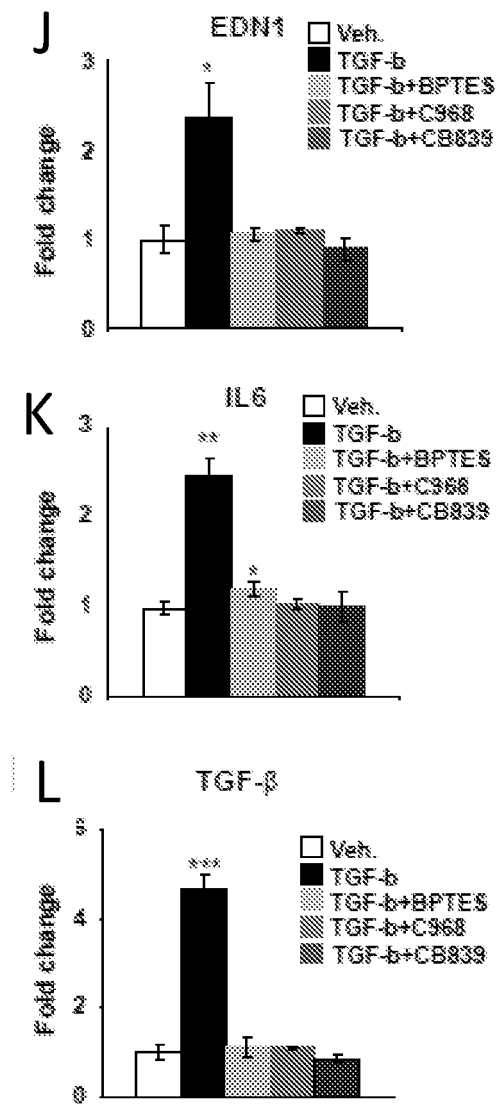 J
EDN1
Veh.
TGF-b
TGF-b+BPTES
TGF-b+C968
TGF-b+CB839
*
Fold change
3
2
1
0
K
IL6
Veh.
TGF-b
TGF-b+BPTES
TGF-b+C968
TGF-b+CB839
**
*
Fold change
3
2
1
0
L
TGF-β
Veh.
TGF-b
TGF-b+BPTES
TGF-b+C968
TGF-b+CB839
***
Fold change
4
2
0